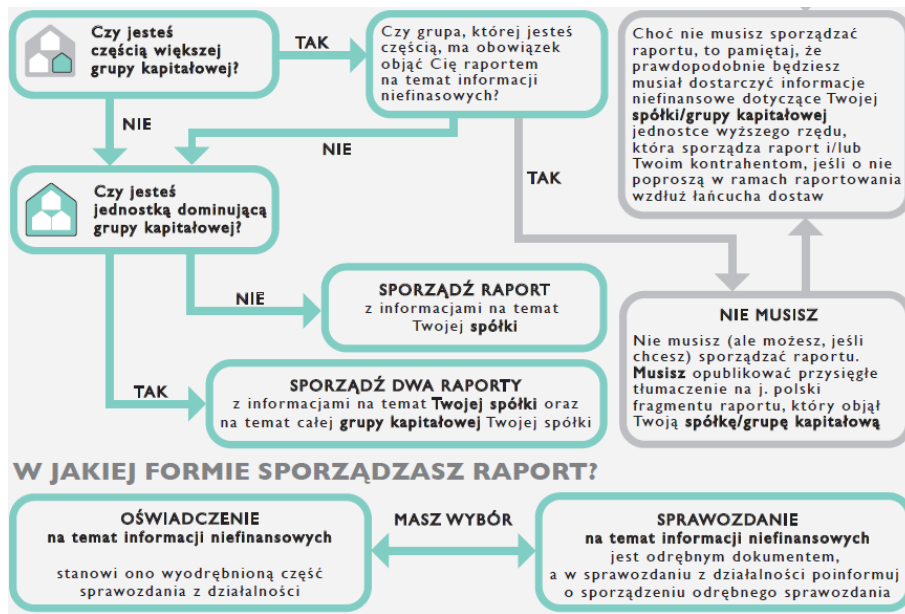 Czy jesteś
częścią większej
grupy kapitałowej?
TAK
Czy grupa, której jesteś
częścią, ma obowiązek
objąć Cię raportem
na temat informacji
niefinasowych?
Choć nie musisz sporządzać
raportu, to pamiętaj, że
prawdopodobnie będziesz
musiał dostarczyć informacje
niefinansowe dotyczące Twojej
spółki/grupy kapitałowej
jednostce wyższego rzędu,
która sporządza raport i/lub
Twoim kontrahentom, jeśli o nie
poproszą w ramach raportowania
wzdłuż łańcucha dostaw
NIE
NIE
TAK
Czy jesteś
jednostką dominującą
grupy kapitałowej?
NIE
SPORZĄDŹ RAPORT
z informacjami na temat
Twojej spółki
NIE MUSISZ
Nie musisz (ale możesz, jeśli
chcesz) sporządzać raportu.
Musisz opublikować przysięgłe
tłumaczenie na j. polski
fragmentu raportu, który objął
Twoją spółkę/grupę kapitałową
TAK
SPORZĄDŹ DWA RAPORTY
z informacjami na temat Twojej spółki oraz
na temat całej grupy kapitałowej Twojej spółki
W JAKIEJ FORMIE SPORZĄDZASZ RAPORT?
OŚWIADCZENIE
na temat informacji niefinansowych
stanowi ono wyodrębnioną część
sprawozdania z działalności
MASZ WYBÓR
SPRAWOZDANIE
na temat informacji niefinansowych
jest odrębnym dokumentem,
a w sprawozdaniu z działalności poinformuj
o sporządzeniu odrębnego sprawozdania